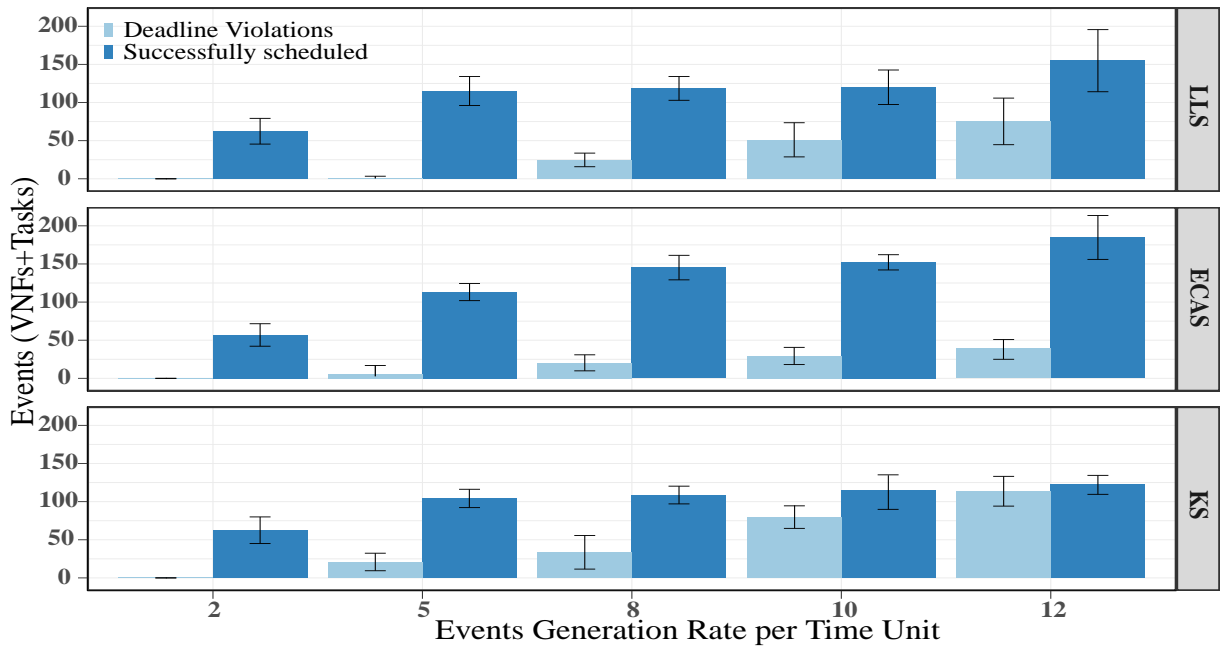 Deadline Violations
Successfully scheduled
200
150
100
50
0
LLS
200
150
100
50
0
ECAS
200
150
100
50
0
KS
Events (VNFs+Tasks)
2 5 8 10 12
Events Generation Rate per Time Unit